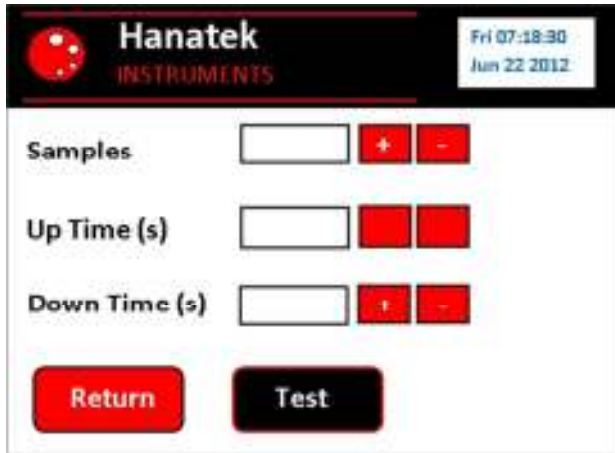 Hanatek
INSTRUMENTS
Fri 07:18:30
Jun 22 2012
Samples + -
Up Time (s)
Down Time (s) + -
Return Test